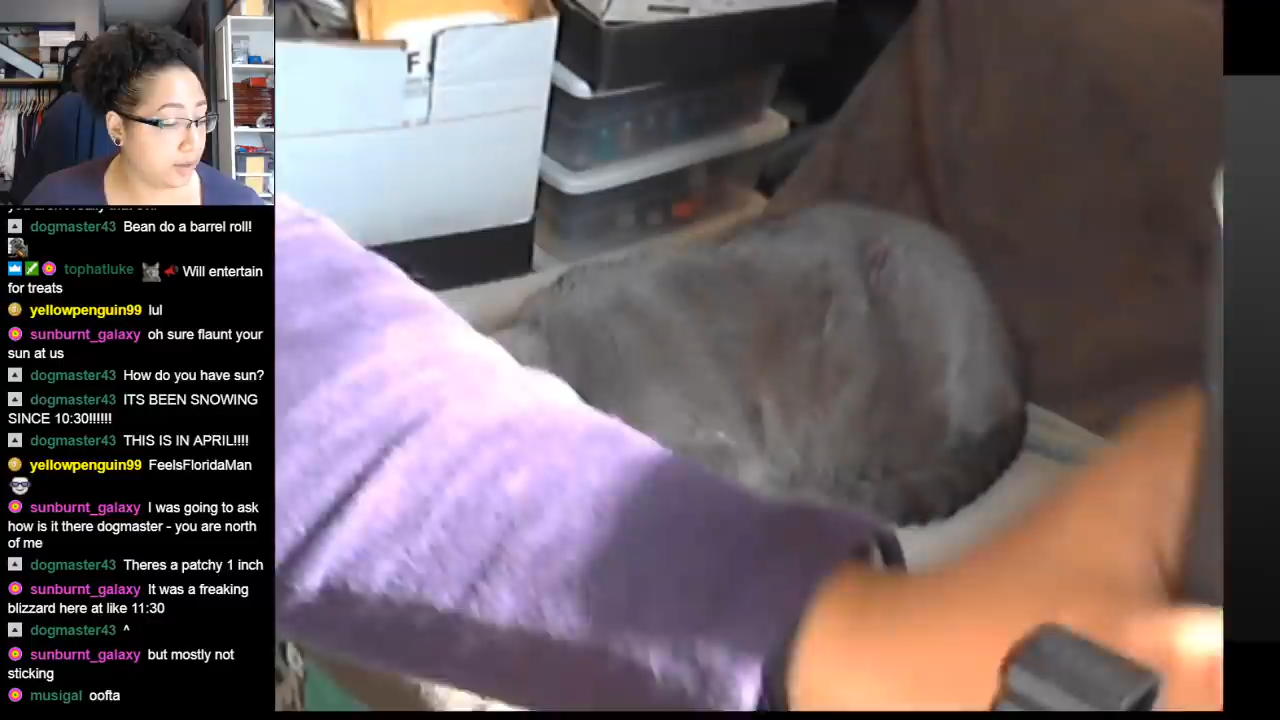 F
dogmaster43 Bean do a barrel roll!
tophatluke Will entertain
for treats
yellowpenguin99 lul
sunburnt_galaxy oh sure flaunt your
sun at us
dogmaster43 How do you have sun?
dogmaster43 ITS BEEN SNOWING
SINCE 10:30!!!!!!
dogmaster43 THIS IS IN APRIL!!!!
yellowpenguin99 FeelsFloridaMan
sunburnt_galaxy I was going to ask
how is it there dogmaster - you are north
of me
dogmaster43 Theres a patchy 1 inch
sunburnt_galaxy It was a freaking
blizzard here at like 11:30
dogmaster43 ^
sunburnt_galaxy but mostly not
sticking
musigal oofta